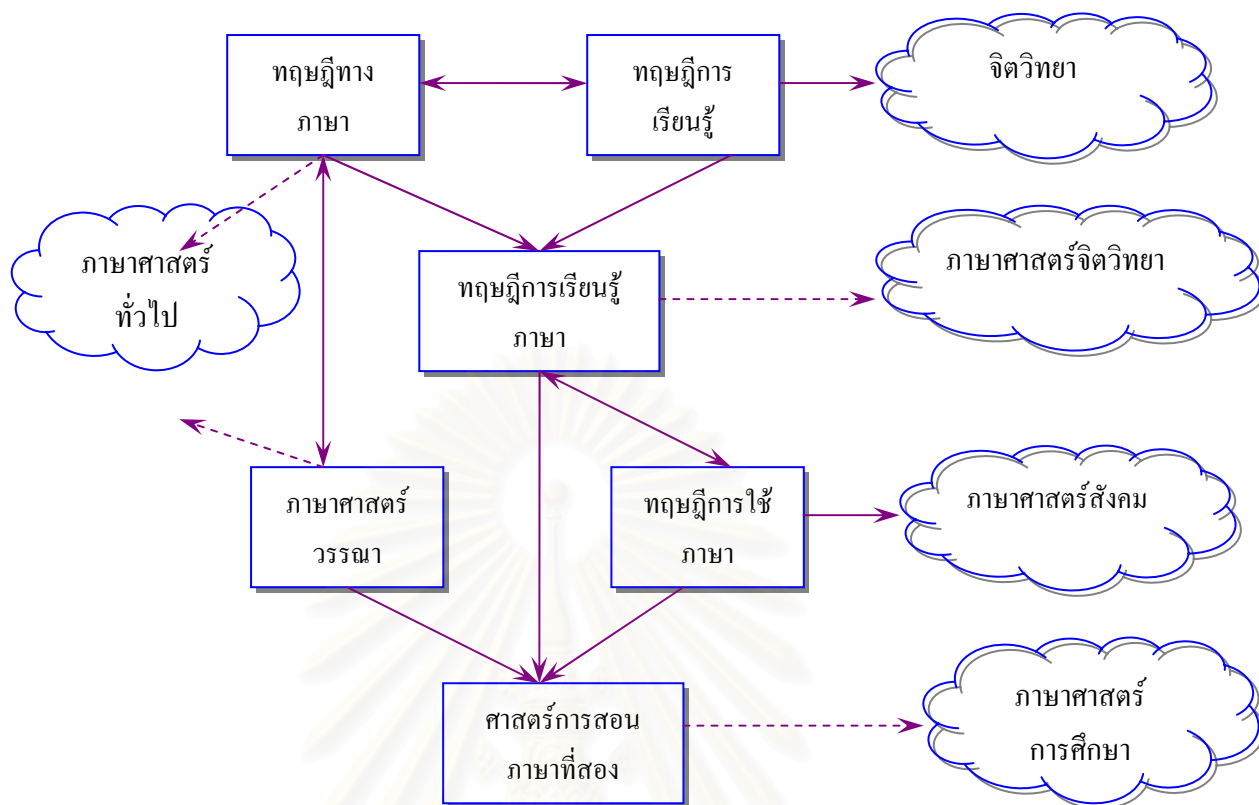 ทฤษฎีทาง
ภาษา
ทฤษฎีการ
เรียนรู้
จิตวิทยา
ภาษาศาสตร์
ทั่วไป
ทฤษฎีการเรียนรู้
ภาษา
ภาษาศาสตร์จิตวิทยา
ภาษาศาสตร์
วรรณา
ทฤษฎีการใช้
ภาษา
ภาษาศาสตร์สังคม
ศาสตร์การสอน
ภาษาที่สอง
ภาษาศาสตร์
การศึกษา